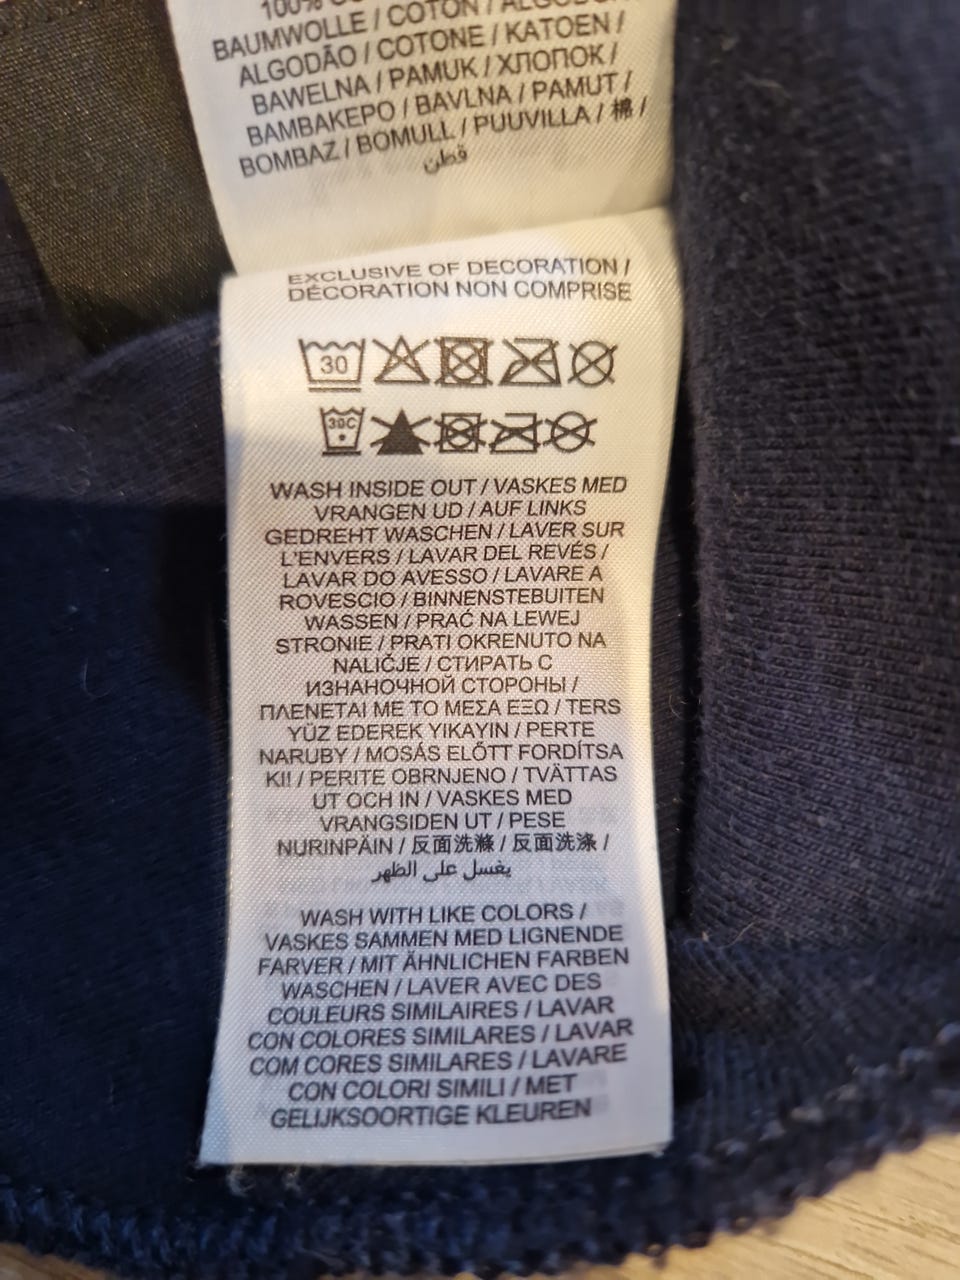 100%
BAUMWOLLE / COTON /
ALGODÃO / COTONE / KATOEN /
BAWELNA / PAMUK / ХЛОПОК /
ΒΑΜΒΑΚΕΡΟ / BAVLNA / PAMUT /
BOMBAZ / BOMULL / PUUVILLA / 棉 /
قطن
EXCLUSIVE OF DECORATION /
DÉCORATION NON COMPRISE
30
30C
WASH INSIDE OUT / VASKES MED
VRANGEN UD / AUF LINKS
GEDREHT WASCHEN / LAVER SUR
L'ENVERS / LAVAR DEL REVÉS /
LAVAR DO AVESSO / LAVARE A
ROVESCIO / BINNENSTEBUITEN
WASSEN / PRAĆ NA LEWEJ
STRONIE / PRATI OKRENUTO NA
NALIČJE / СТИРАТЬ С
ИЗНАНОЧНОЙ СТОРОНЫ /
ΠΛΕΝΕΤΑΙ ΜΕ ΤΟ ΜΕΣΑ ΕΞΩ / TERS
YÜZ EDEREK YIKAYIN / PERTE
NARUBY / MOSÁS ELŐTT FORDÍTSA
KI! / PERITE OBRNJENO / TVÄTTAS
UT OCH IN / VASKES MED
VRANGSIDEN UT / PESE
NURINPÄIN / 反面洗滌 / 反面洗涤 /
يغسل على الظهر
WASH WITH LIKE COLORS /
VASKES SAMMEN MED LIGNENDE
FARVER / MIT ÄHNLICHEN FARBEN
WASCHEN / LAVER AVEC DES
COULEURS SIMILAIRES / LAVAR
CON COLORES SIMILARES / LAVAR
COM CORES SIMILARES / LAVARE
CON COLORI SIMILI / MET
GELIJKSOORTIGE KLEUREN